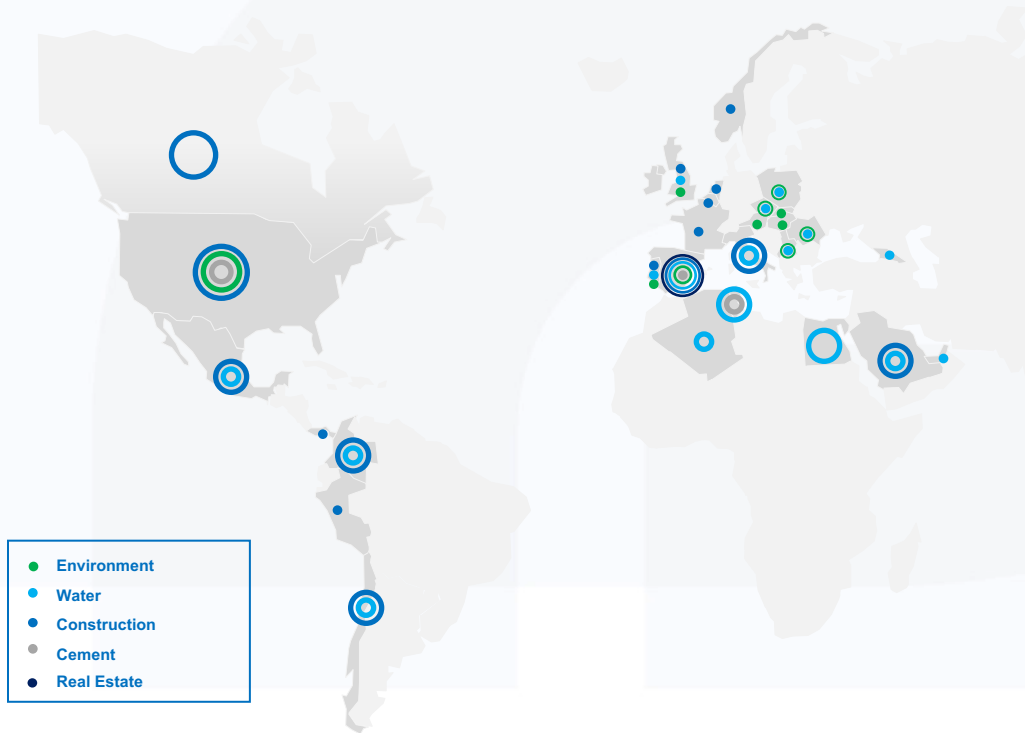 Environment
Water
Construction
Cement
Real Estate